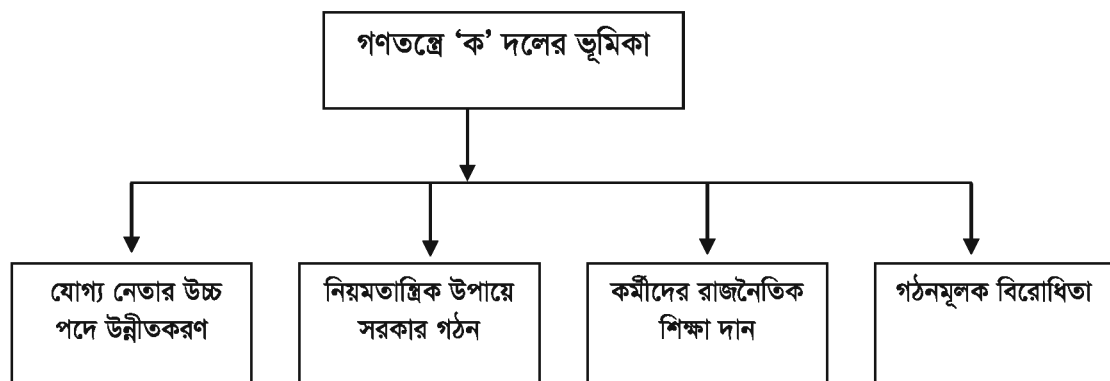 গণতন্ত্রে ‘ক’ দলের ভূমিকা
যোগ্য নেতার উচ্চ
পদে উন্নীতকরণ
নিয়মতান্ত্রিক উপায়ে
সরকার গঠন
কর্মীদের রাজনৈতিক
শিক্ষা দান
গঠনমূলক বিরোধিতা